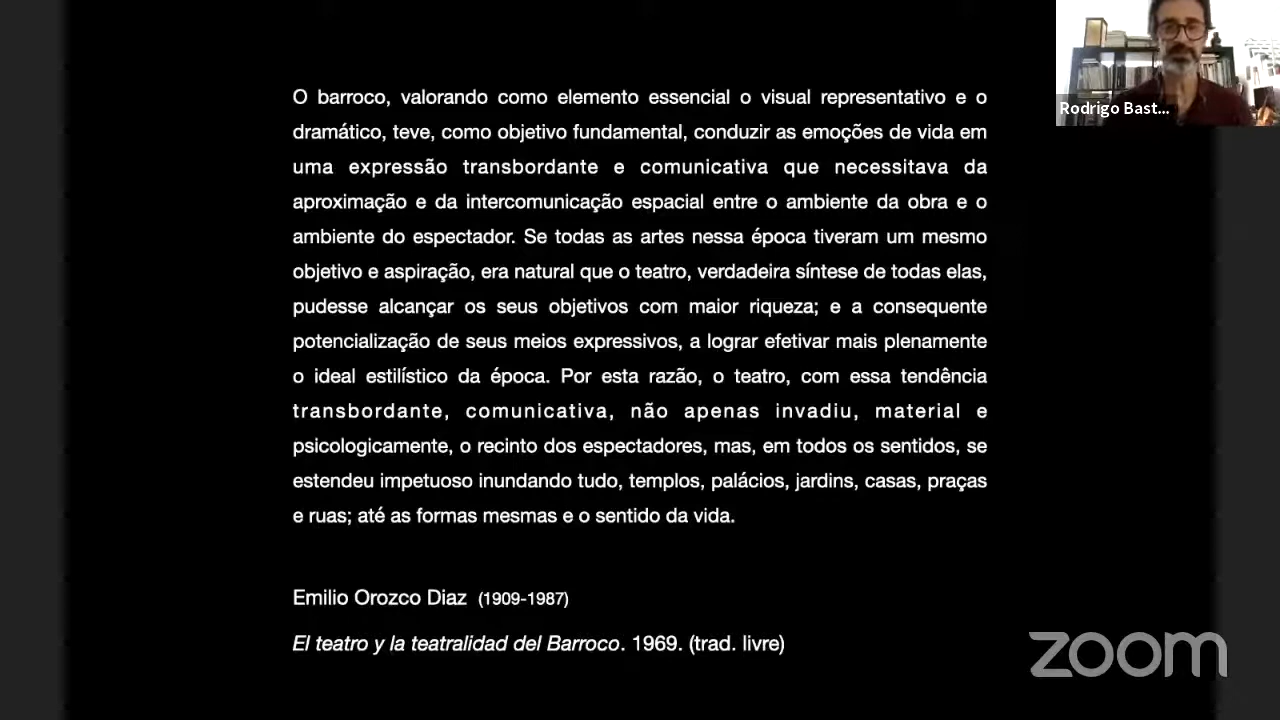 O barroco, valorando como elemento essencial o visual representativo e o
dramático, teve, como objetivo fundamental, conduzir as emoções de vida em
uma expressão transbordante e comunicativa que necessitava da
aproximação e da intercomunicação espacial entre o ambiente da obra e o
ambiente do espectador. Se todas as artes nessa época tiveram um mesmo
objetivo e aspiração, era natural que o teatro, verdadeira síntese de todas elas,
pudesse alcançar os seus objetivos com maior riqueza; e a consequente
potencialização de seus meios expressivos, a lograr efetivar mais plenamente
o ideal estilístico da época. Por esta razão, o teatro, com essa tendência
transbordante, comunicativa, não apenas invadiu, material e
psicologicamente, o recinto dos espectadores, mas, em todos os sentidos, se
estendeu impetuoso inundando tudo, templos, palácios, jardins, casas, praças
e ruas; até as formas mesmas e o sentido da vida.
Emilio Orozco Diaz (1909-1987)
El teatro y la teatralidad del Barroco. 1969. (trad. livre)
Rodrigo Bast...
zoom